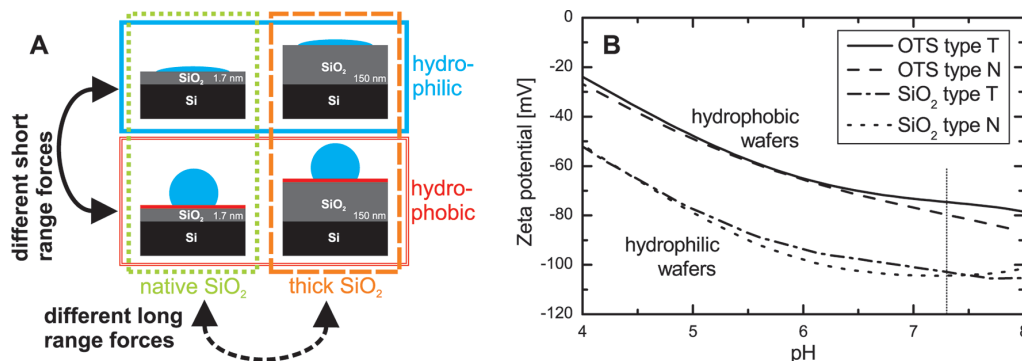 A
different short
range forces
SiO₂ 1.7 nm
Si
SiO₂
150 nm
Si
hydro-
philic
SiO₂ 1.7 nm
Si
SiO₂
150 nm
Si
hydro-
phobic
native SiO₂
thick SiO₂
different long
range forces
B
OTS type T
OTS type N
SiO₂ type T
SiO₂ type N
hydrophobic
wafers
hydrophilic
wafers
Zeta potential [mV]
0
-20
-40
-60
-80
-100
-120
4
5
6
7
8
pH